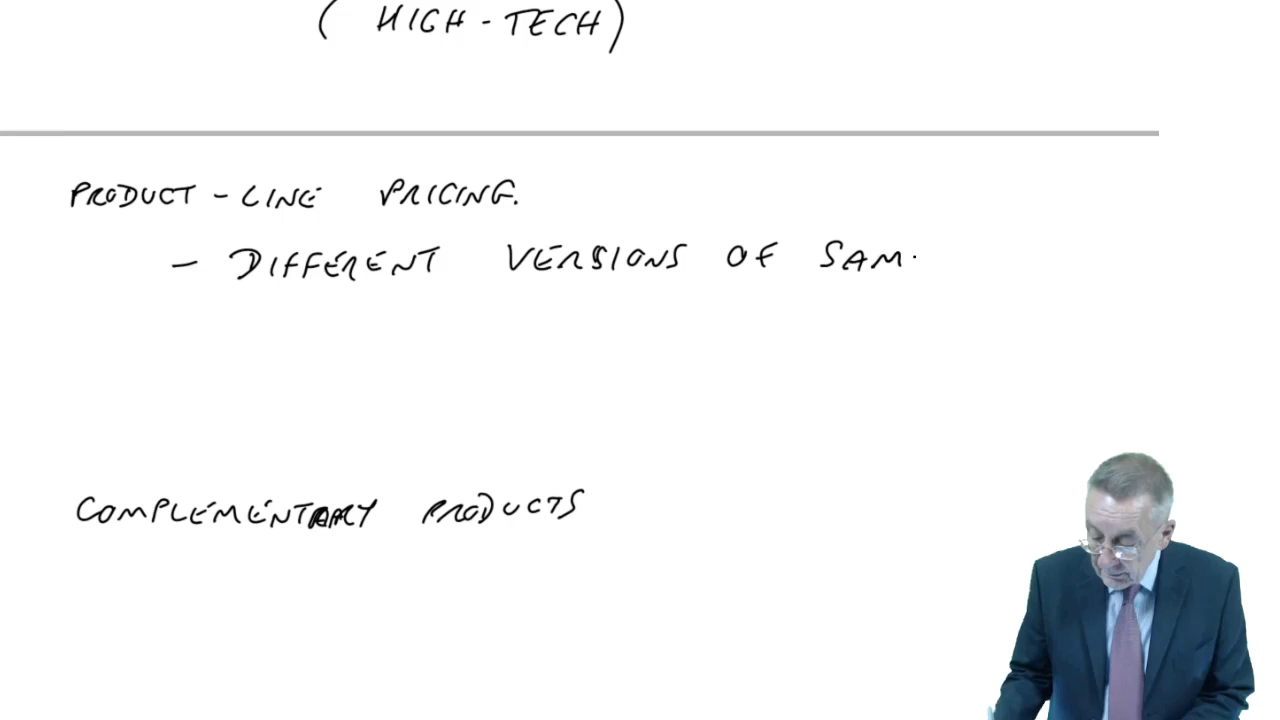 ( HIGH - TECH)
PRODUCT - LINE PRICING.
- DIFFERENT VERSIONS OF SAM
COMPLEMENTARY PRODUCTS